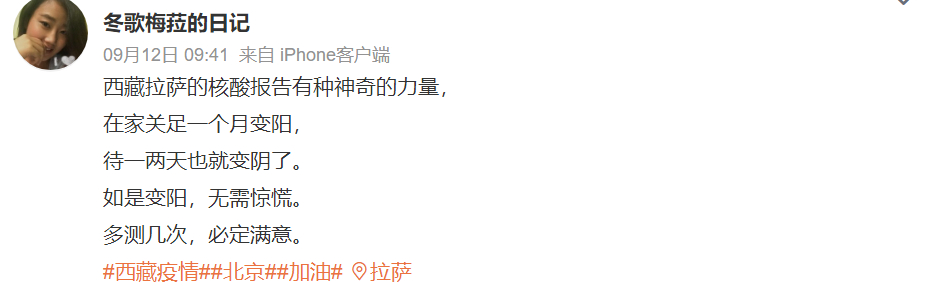 冬歌梅菈的日记
09月12日 09:41 来自 iPhone客户端
西藏拉萨的核酸报告有种神奇的力量，
在家关足一个月变阳，
待一两天也就变阴了。
如是变阳，无需惊慌。
多测几次，必定满意。
#西藏疫情##北京##加油# 拉萨